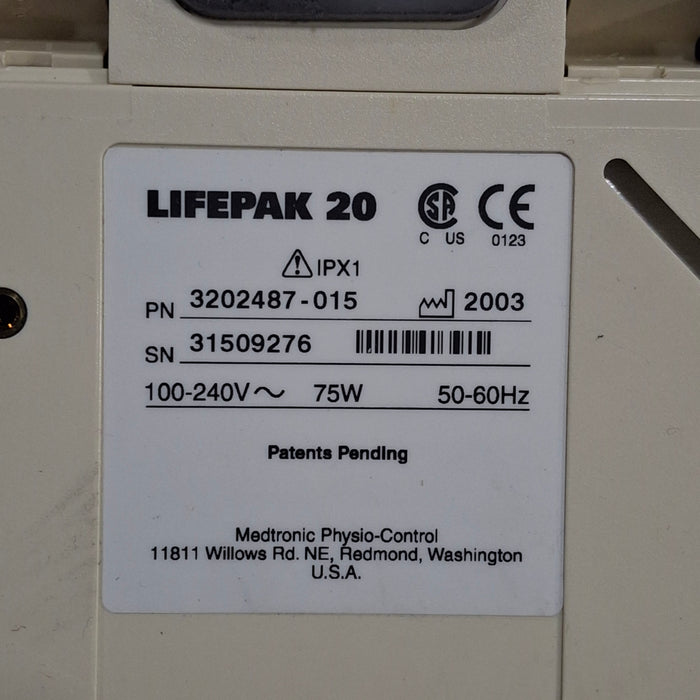 LIFEPAK 20
C US 0123
IPX1
PN 3202487-015 2003
SN 31509276
100-240V~ 75W 50-60Hz
Patents Pending
Medtronic Physio-Control
11811 Willows Rd. NE, Redmond, Washington
U.S.A.